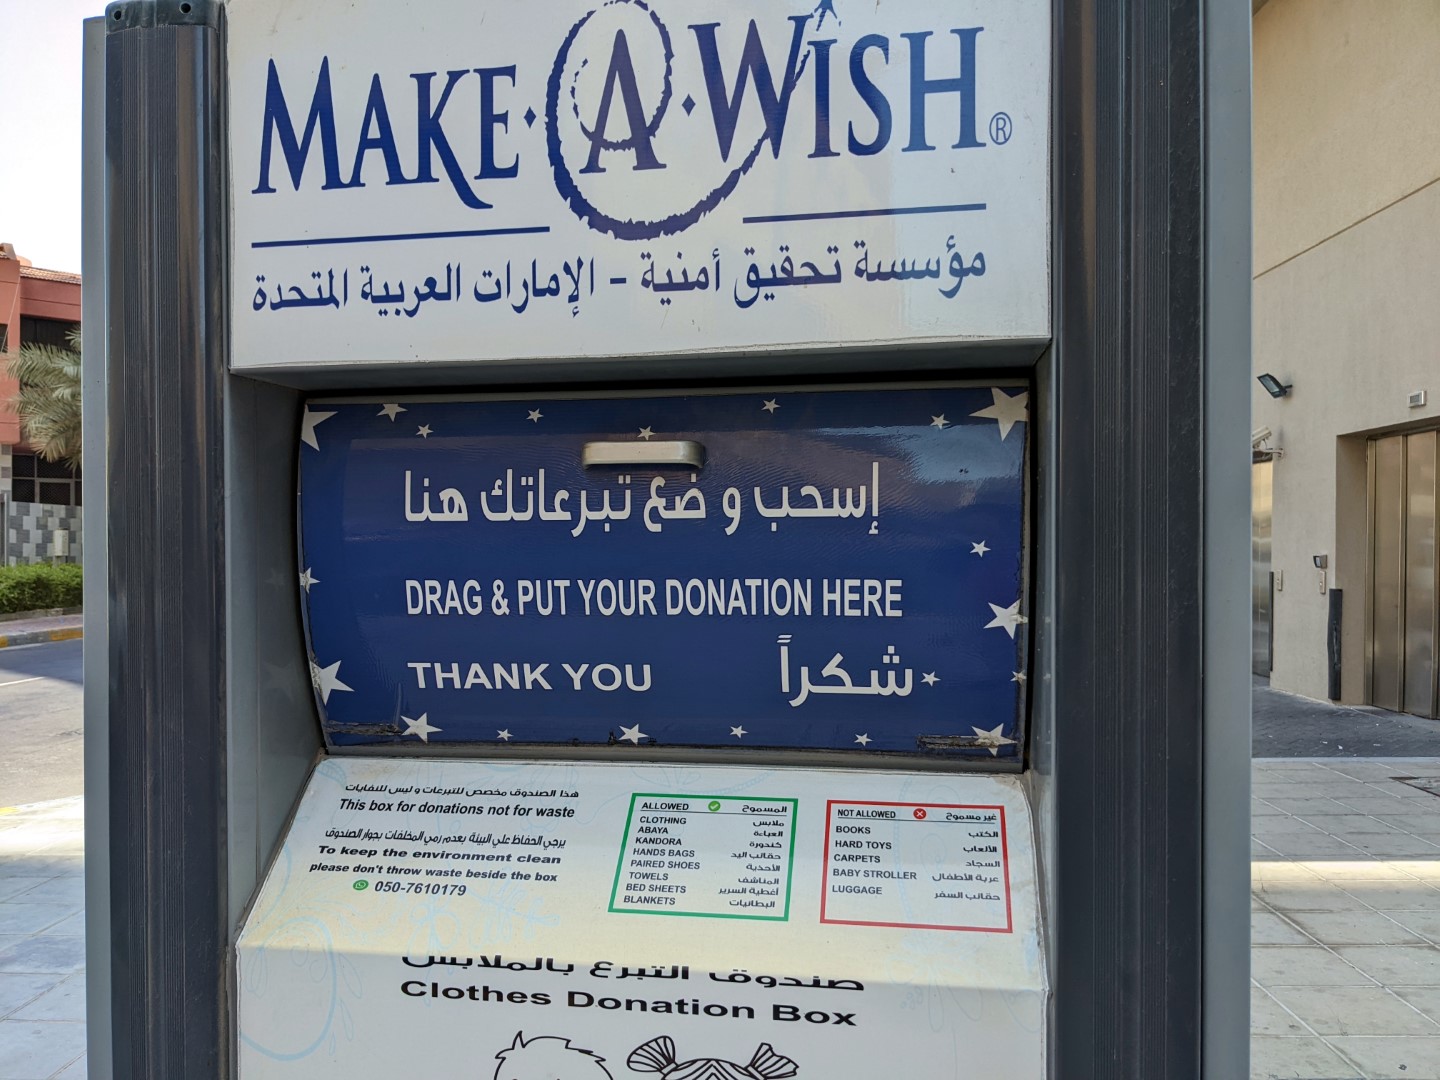 MAKE·A·WISH®
مؤسسة تحقيق أمنية - الإمارات العربية المتحدة
إسحب و ضع تبرعاتك هنا
DRAG & PUT YOUR DONATION HERE
THANK YOU شكراً
هذا الصندوق مخصص للتبرعات و ليس للنفايات
This box for donations not for waste
يرجي الحفاظ علي البيئة بعدم رمي المخلفات بجوار الصندوق
To keep the environment clean
please don't throw waste beside the box
050-7610179
ALLOWED المسموح
CLOTHING ملابس
ABAYA العباءة
KANDORA كندورة
HANDS BAGS حقائب اليد
PAIRED SHOES الأحذية
TOWELS المناشف
BED SHEETS أغطية السرير
BLANKETS البطانيات
NOT ALLOWED غير مسموح
BOOKS الكتب
HARD TOYS الألعاب
CARPETS السجاد
BABY STROLLER عربة الأطفال
LUGGAGE حقائب السفر
صندوق التبرع بالملابس
Clothes Donation Box